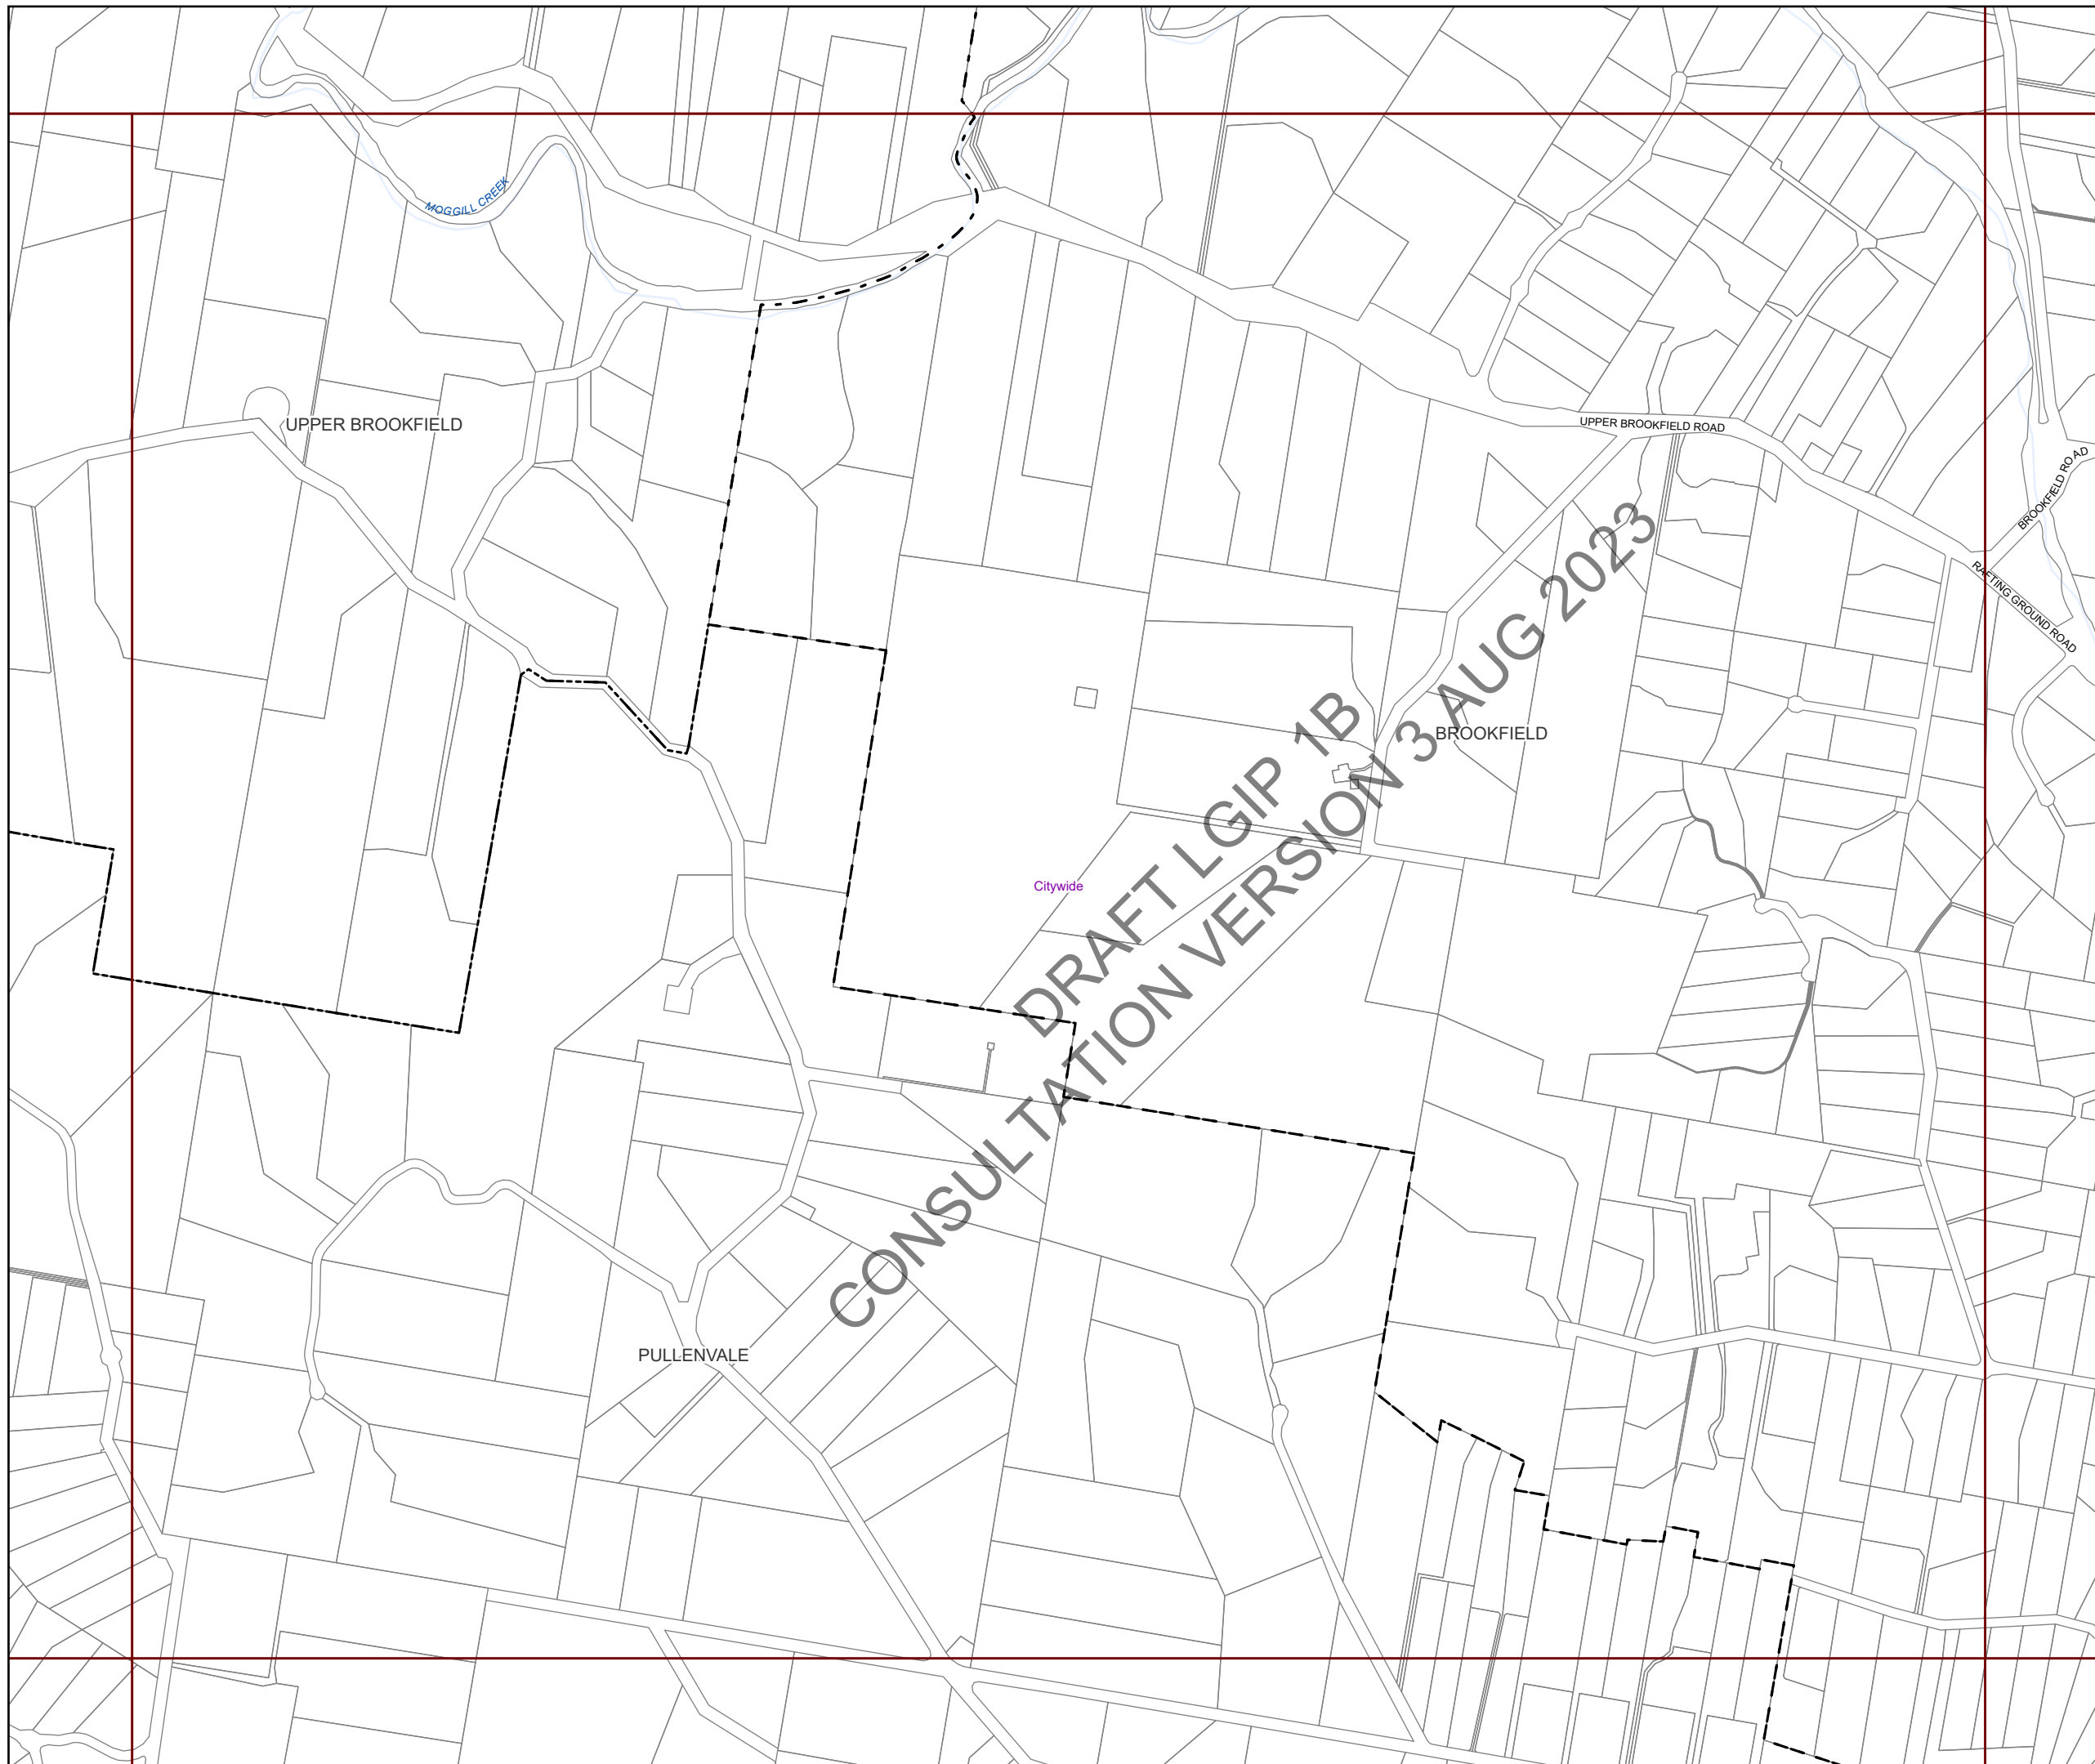 MOGGILL CREEK
UPPER BROOKFIELD
UPPER BROOKFIELD ROAD
BROOKFIELD ROAD
RAFTING GROUND ROAD
BROOKFIELD
Citywide
DRAFT LGIP 1B
CONSULTATION VERSION 3 AUG 2023
PULLENVALE